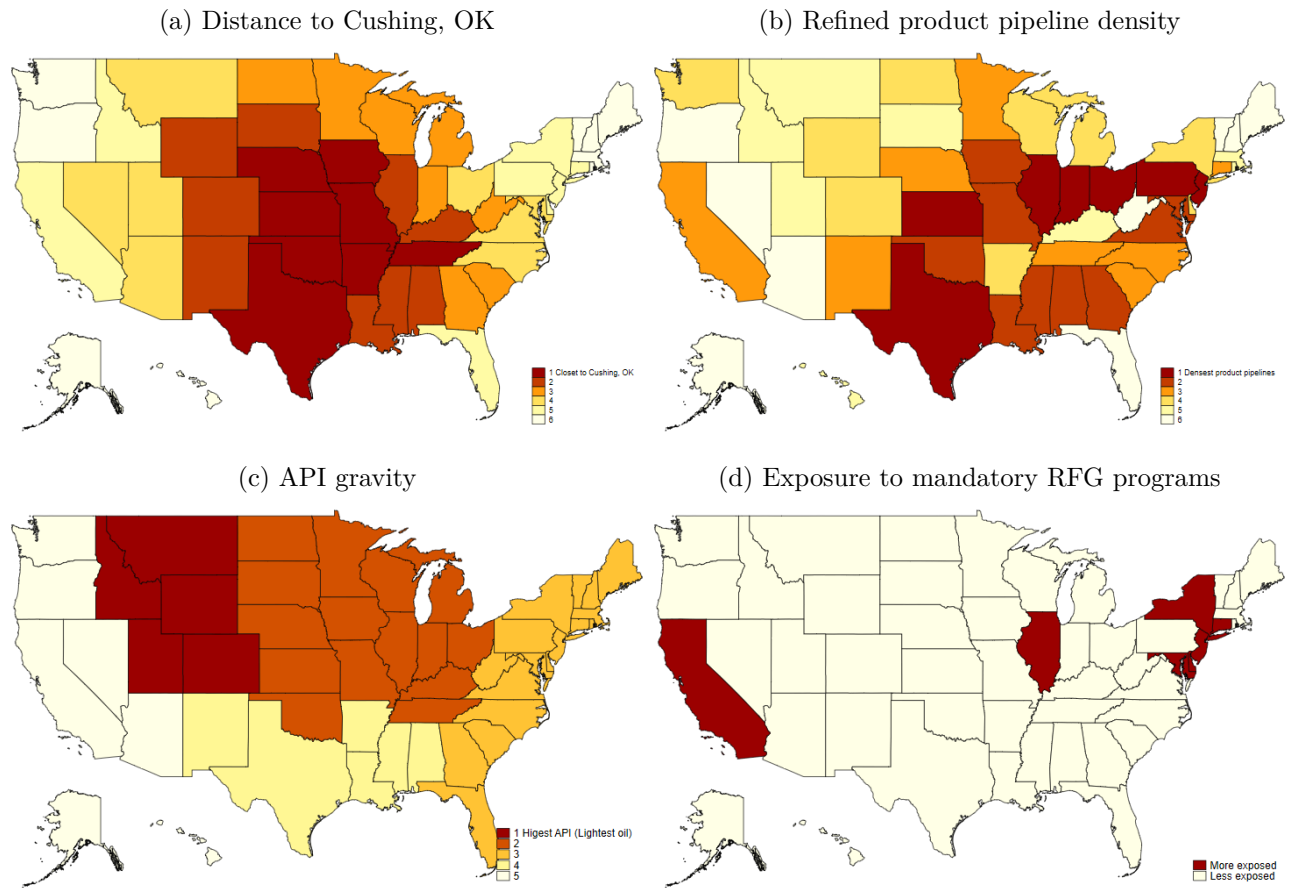 (a) Distance to Cushing, OK
(b) Refined product pipeline density
1 Closet to Cushing, OK
2
3
4
5
6
1 Densest product pipelines
2
3
4
5
6
(c) API gravity
(d) Exposure to mandatory RFG programs
1 Higest API (Lightest oil)
2
3
4
5
More exposed
Less exposed